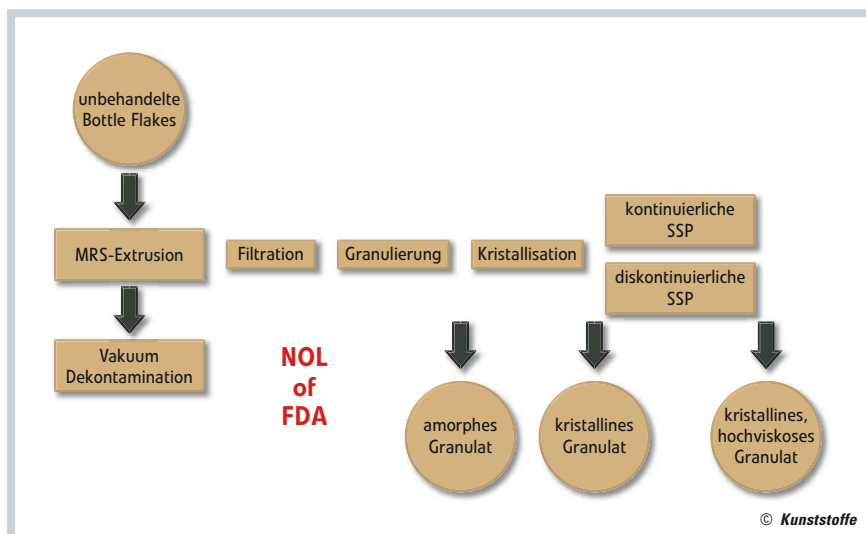 unbehandelte
Bottle Flakes
MRS-Extrusion
Filtration
Granulierung
Kristallisation
kontinuierliche
SSP
diskontinuierliche
SSP
Vakuum
Dekontamination
NOL
of
FDA
amorphes
Granulat
kristallines
Granulat
kristallines,
hochviskoses
Granulat
© Kunststoffe